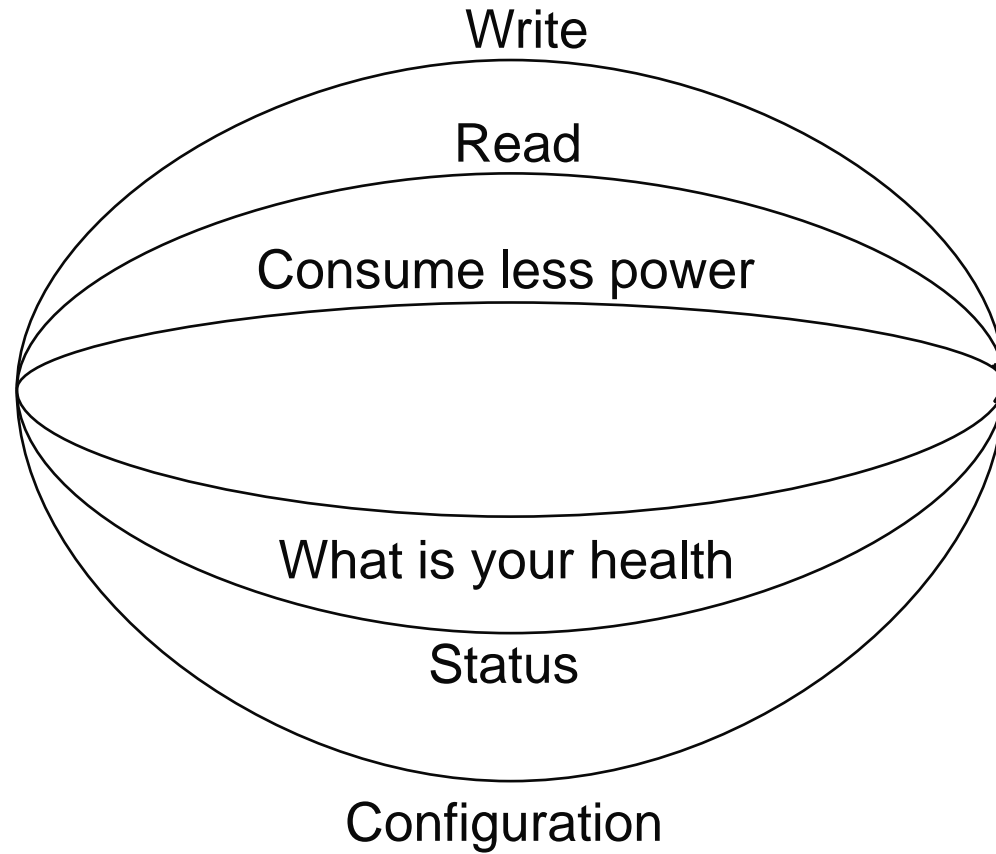 Write
Read
Consume less power
What is your health
Status
Configuration